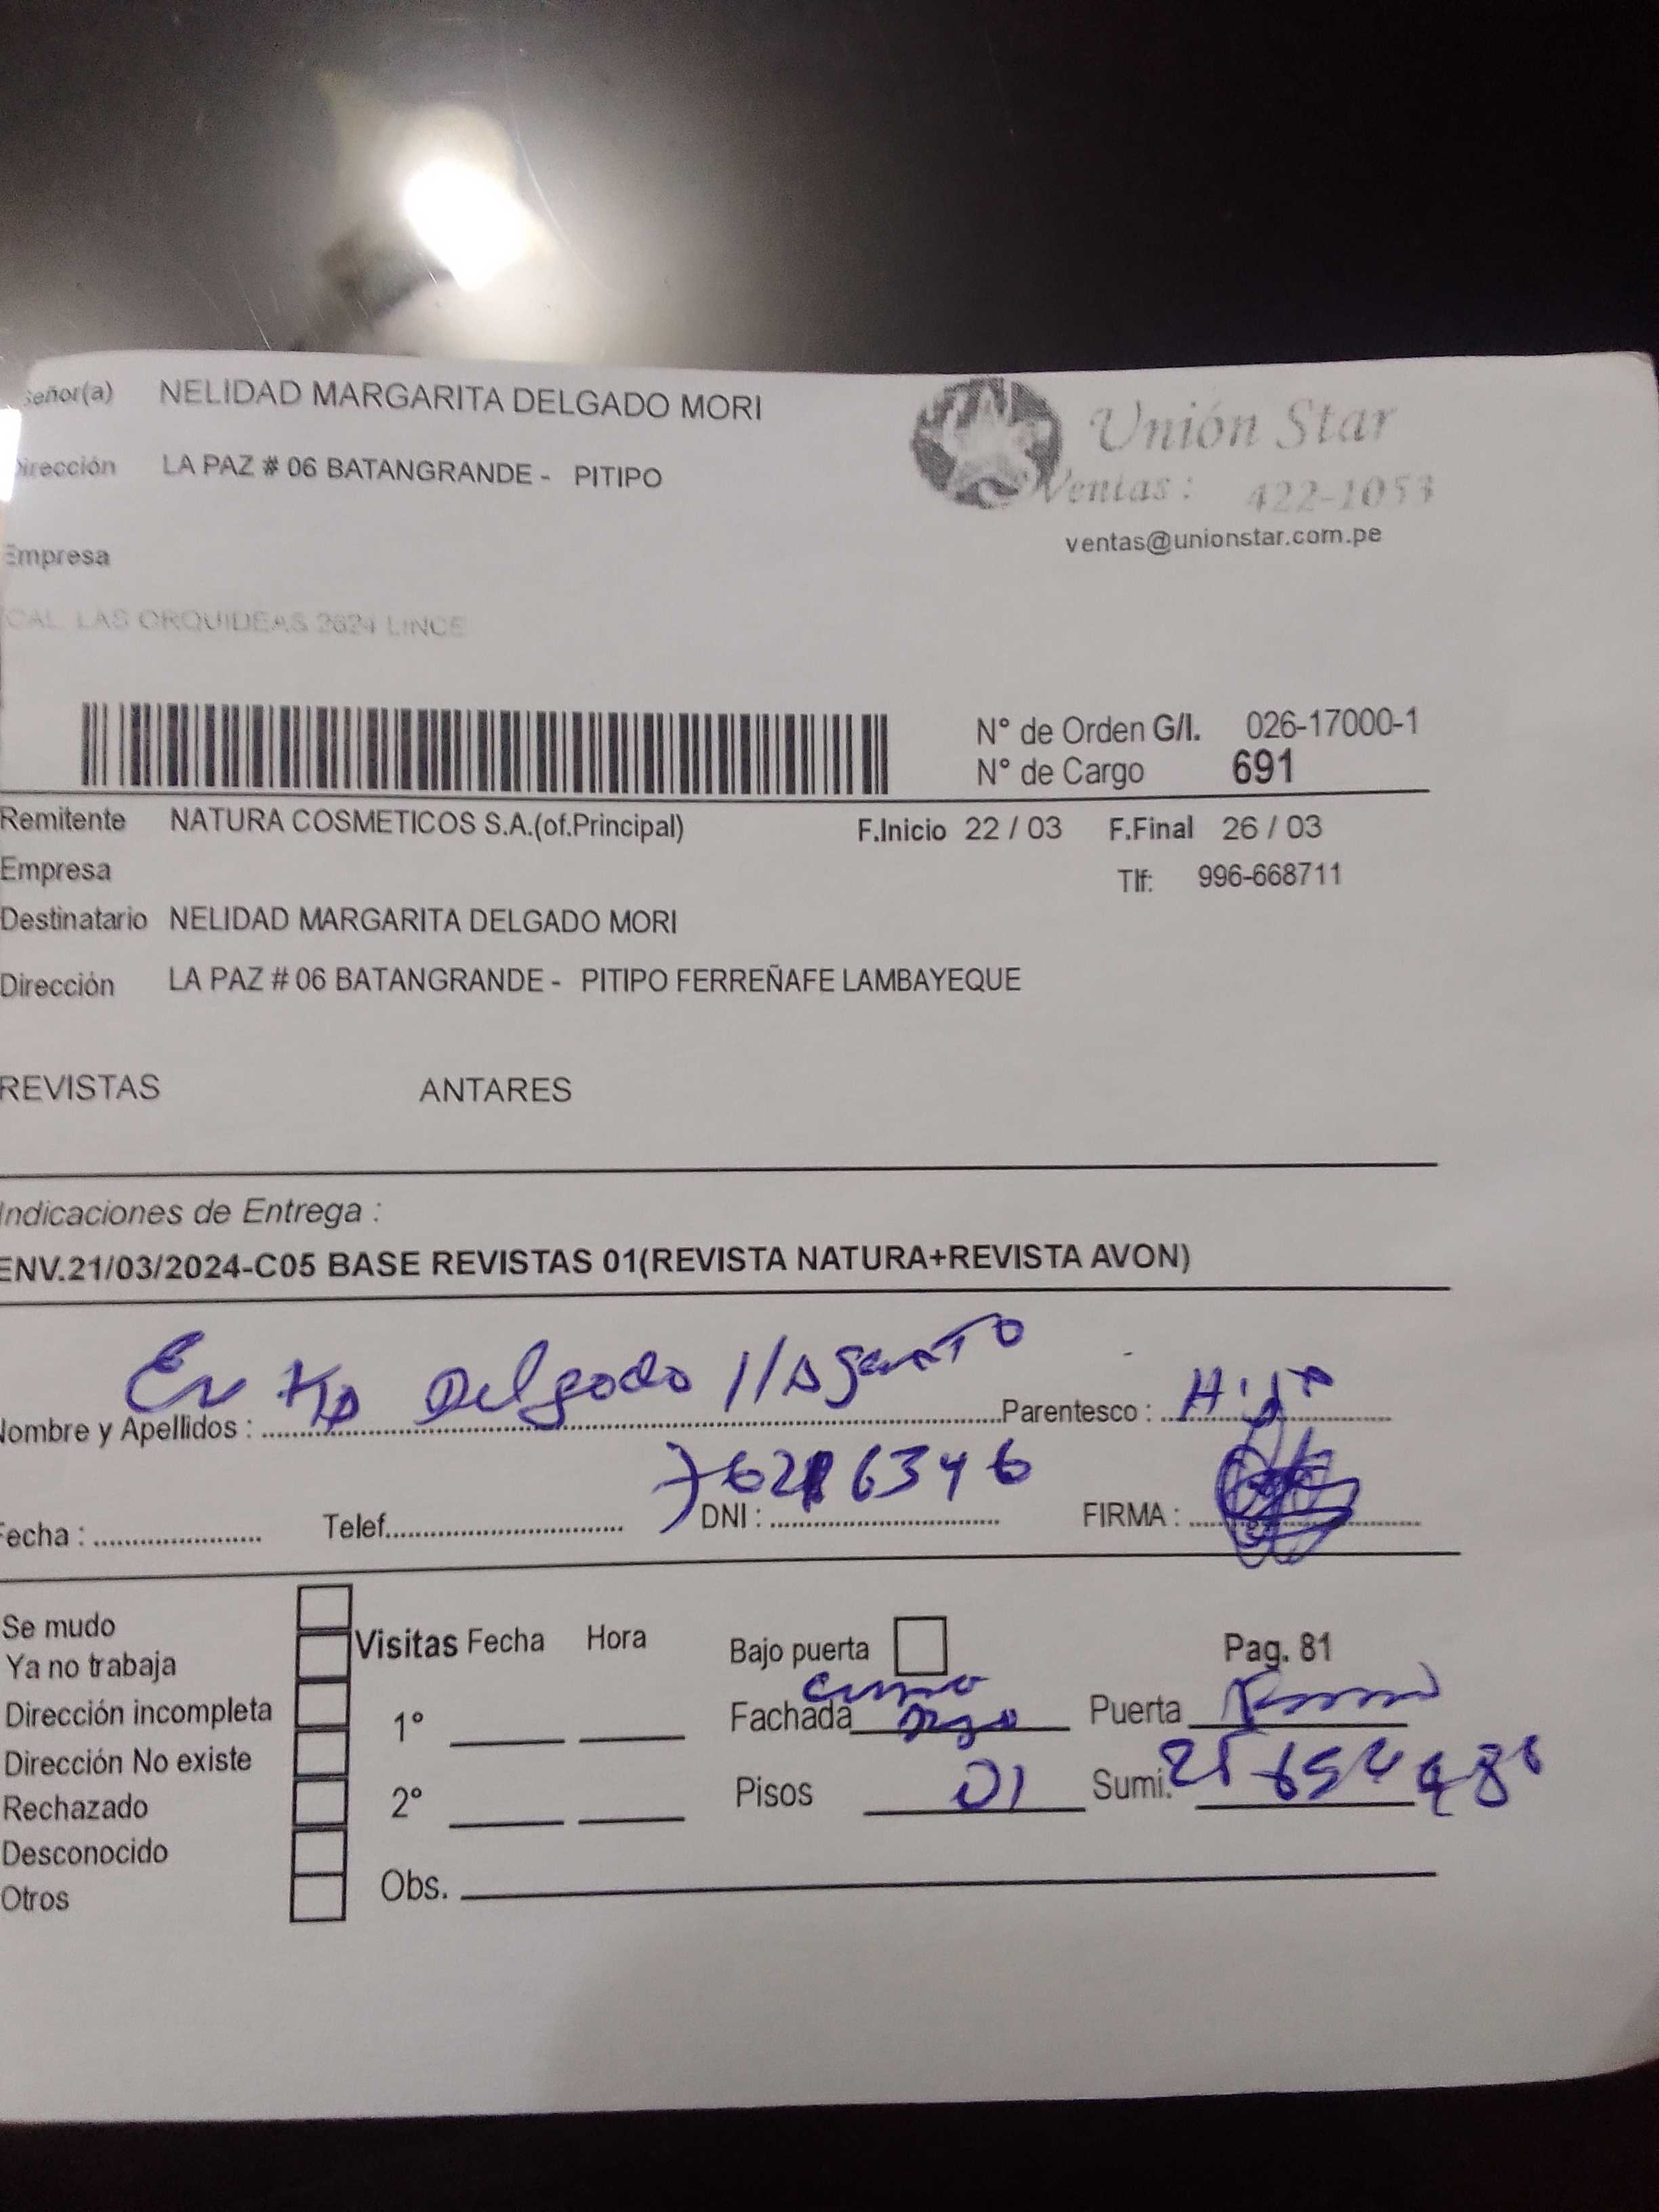 eñor(a) NELIDAD MARGARITA DELGADO MORI
Unión Star
irección LA PAZ # 06 BATANGRANDE - PITIPO
Ventas : 422-1053
ventas@unionstar.com.pe
Empresa
CAL. LAS ORQUIDEAS 2624 LINCE
N° de Orden G/I. 026-17000-1
N° de Cargo 691
Remitente NATURA COSMETICOS S.A.(of.Principal) F.Inicio 22 / 03 F.Final 26 / 03
Empresa Tlf: 996-668711
Destinatario NELIDAD MARGARITA DELGADO MORI
Dirección LA PAZ # 06 BATANGRANDE - PITIPO FERREÑAFE LAMBAYEQUE
REVISTAS ANTARES
Indicaciones de Entrega :
ENV.21/03/2024-C05 BASE REVISTAS 01(REVISTA NATURA+REVISTA AVON)
Delgado
Nombre y Apellidos : Parentesco : Hija
Fecha : Telef. DNI : FIRMA :
Se mudo
Ya no trabaja
Dirección incompleta
Dirección No existe
Rechazado
Desconocido
Otros
Visitas Fecha Hora
1°
2°
Obs.
Bajo puerta Pag. 81
Fachada Puerta
Pisos 01 Sumi.